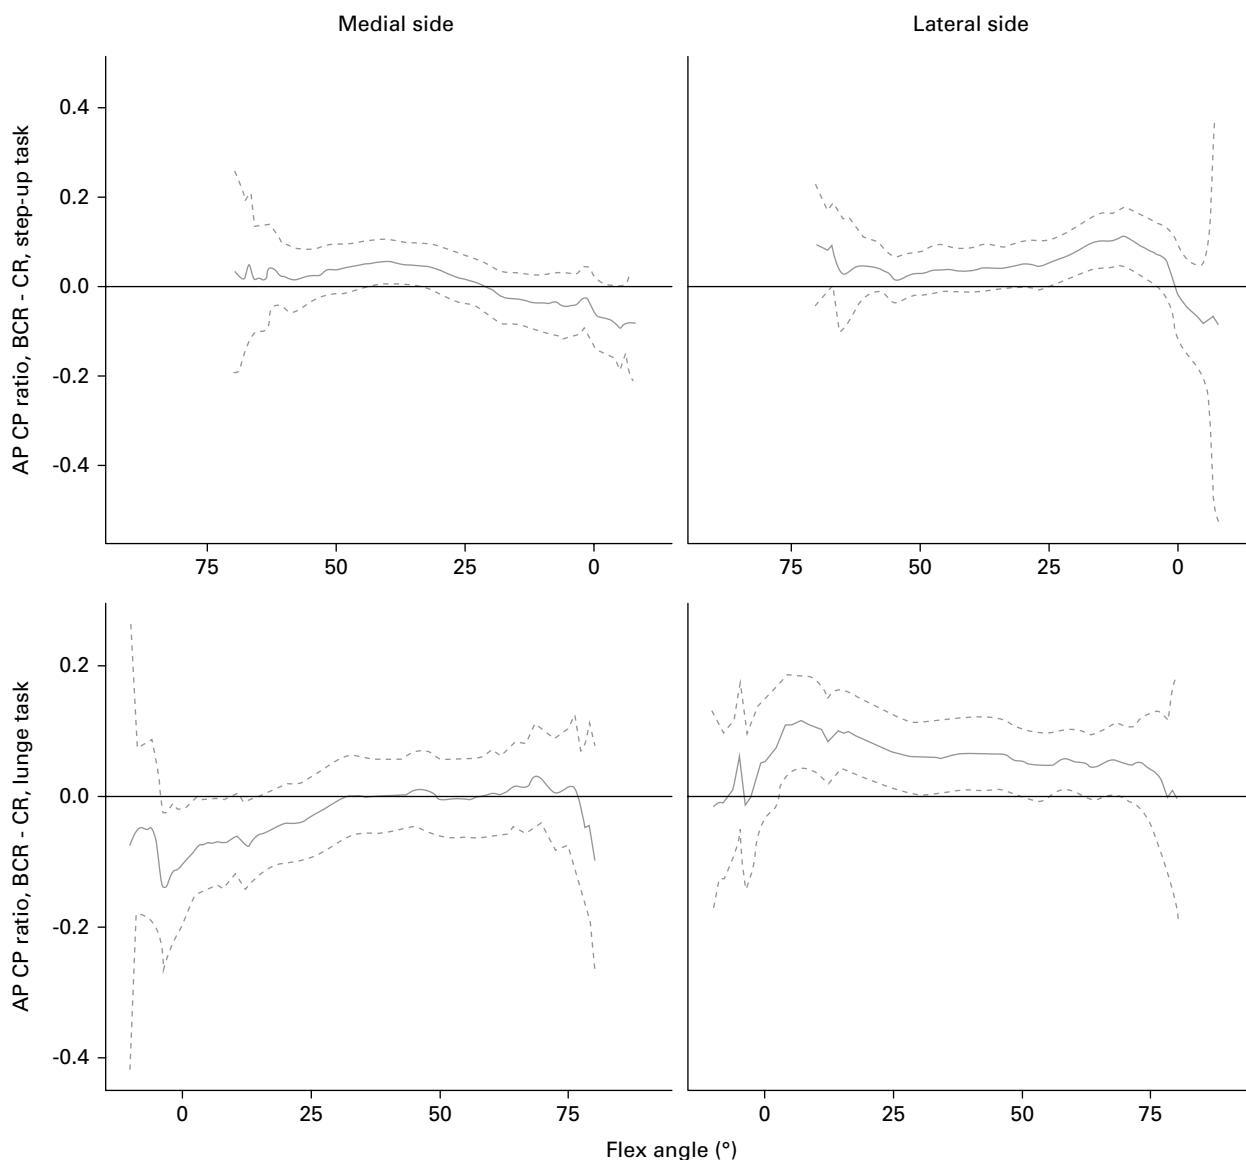 Medial side
Lateral side
AP CP ratio, BCR - CR, step-up task
0.4
0.2
0.0
-0.2
-0.4
75 50 25 0
75 50 25 0
AP CP ratio, BCR - CR, lunge task
0.2
0.0
-0.2
-0.4
0 25 50 75
0 25 50 75
Flex angle (°)